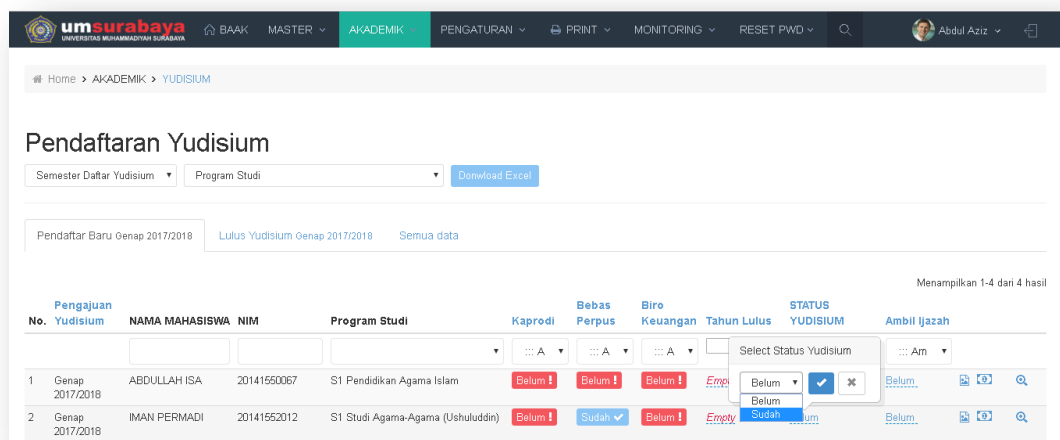 umsurabaya
UNIVERSITAS MUHAMMADIYAH SURABAYA
BAAK MASTER AKADEMIK PENGATURAN PRINT MONITORING RESET PWD Abdul Aziz
Home > AKADEMIK > YUDISIUM
Pendaftaran Yudisium
Semester Daftar Yudisium Program Studi Donwload Excel
Pendaftar Baru Genap 2017/2018 Lulus Yudisium Genap 2017/2018 Semua data
Menampilkan 1-4 dari 4 hasil
No. Pengajuan Yudisium NAMA MAHASISWA NIM Program Studi Kaprodi Bebas Perpus Biro Keuangan Tahun Lulus STATUS YUDISIUM Ambil Ijazah
::: A ::: A ::: A ::: Am
Select Status Yudisium
Belum
Belum
Sudah
1 Genap 2017/2018 ABDULLAH ISA 20141550067 S1 Pendidikan Agama Islam Belum ! Belum ! Belum ! Belum
2 Genap 2017/2018 IMAN PERMADI 20141552012 S1 Studi Agama-Agama (Ushuluddin) Belum ! Sudah Belum ! Empty Belum